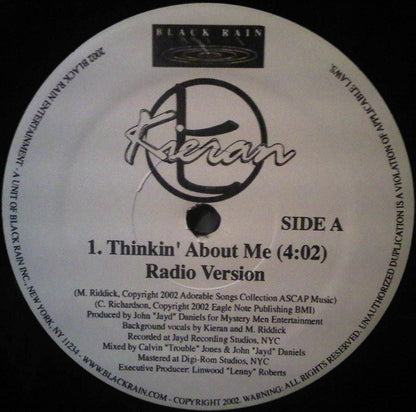 BLACK RAIN
Kieran
SIDE A
1. Thinkin' About Me (4:02)
Radio Version
(M. Riddick, Copyright 2002 Adorable Songs Collection ASCAP Music)
(C. Richardson, Copyright 2002 Eagle Note Publishing BMI)
Produced by John "Jayd" Daniels for Mystery Men Entertainment
Background vocals by Kieran and M. Riddick
Recorded at Jayd Recording Studios, NYC
Mixed by Calvin "Trouble" Jones & John "Jayd" Daniels
Mastered at Digi-Rom Studios, NYC
Executive Producer: Linwood "Lenny" Roberts
2002 BLACK RAIN ENTERTAINMENT - A UNIT OF BLACK RAIN INC., NEW YORK, NY 11234 - WWW.BLACKRAIN.COM - COPYRIGHT 2002. WARNING: ALL RIGHTS RESERVED. UNAUTHORIZED DUPLICATION IS A VIOLATION OF APPLICABLE LAWS.